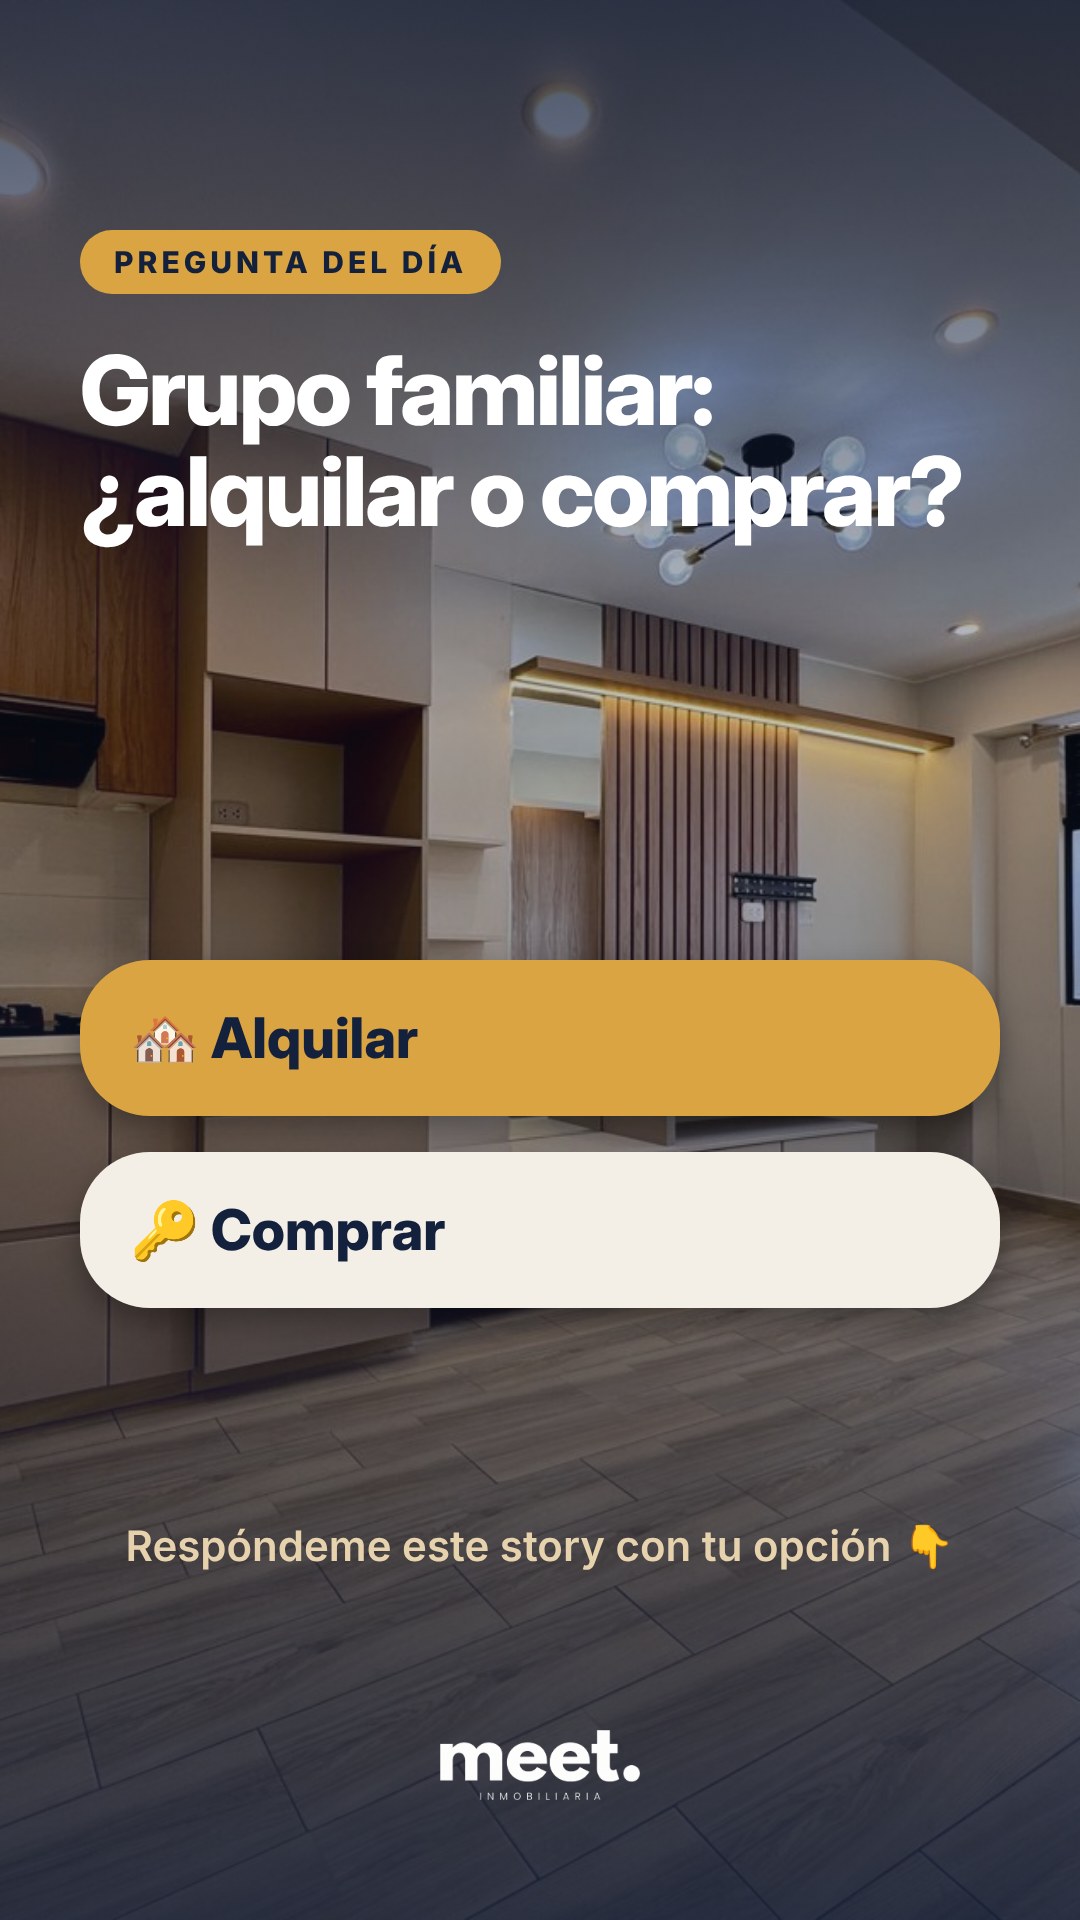 PREGUNTA DEL DÍA
Grupo familiar:
¿alquilar o comprar?
🏘️ Alquilar
🔑 Comprar
Respóndeme este story con tu opción 👇
meet.
INMOBILIARIA